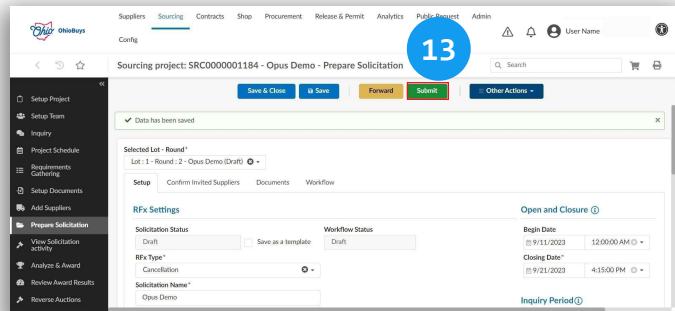 Suppliers Sourcing Contracts Shop Procurement Release & Permit Analytics Public Request Admin
Config
Ohio OhioBuys
User Name
13
Sourcing project: SRC0000001184 - Opus Demo - Prepare Solicitation
Search
Save & Close Save Forward Submit Other Actions
Data has been saved
Setup Project
Setup Team
Inquiry
Project Schedule
Requirements
Gathering
Setup Documents
Add Suppliers
Prepare Solicitation
View Solicitation
activity
Analyze & Award
Review Award Results
Reverse Auctions
Selected Lot - Round*
Lot : 1 - Round : 2 - Opus Demo (Draft)
Setup Confirm Invited Suppliers Documents Workflow
RFx Settings
Solicitation Status Workflow Status
Draft Save as a template Draft
RFx Type*
Cancellation
Solicitation Name*
Opus Demo
Open and Closure
Begin Date
9/11/2023 12:00:00 AM
Closing Date*
9/21/2023 4:15:00 PM
Inquiry Period